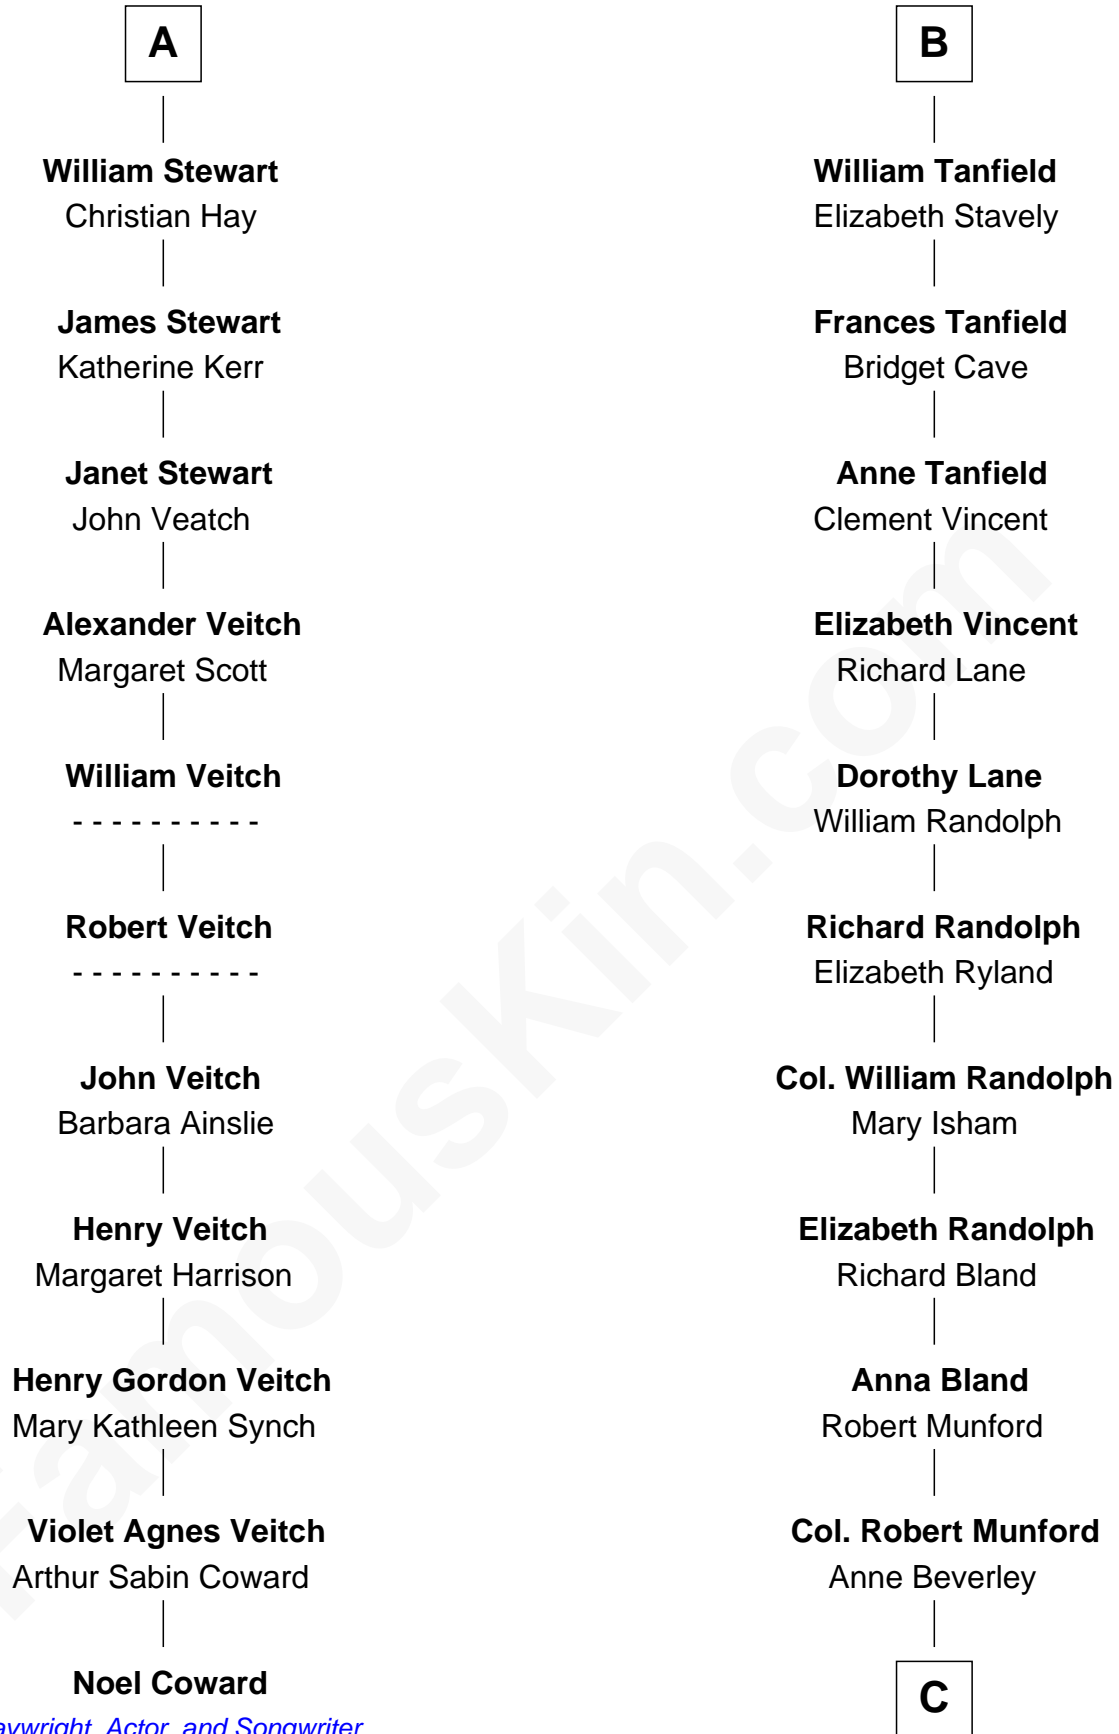 A
William Stewart
Christian Hay
James Stewart
Katherine Kerr
Janet Stewart
John Veatch
Alexander Veitch
Margaret Scott
William Veitch
- - - - - - - - - -
Robert Veitch
- - - - - - - - - -
John Veitch
Barbara Ainslie
Henry Veitch
Margaret Harrison
Henry Gordon Veitch
Mary Kathleen Synch
Violet Agnes Veitch
Arthur Sabin Coward
Noel Coward
aywright, Actor, and Songwriter
B
William Tanfield
Elizabeth Stavely
Frances Tanfield
Bridget Cave
Anne Tanfield
Clement Vincent
Elizabeth Vincent
Richard Lane
Dorothy Lane
William Randolph
Richard Randolph
Elizabeth Ryland
Col. William Randolph
Mary Isham
Elizabeth Randolph
Richard Bland
Anna Bland
Robert Munford
Col. Robert Munford
Anne Beverley
C
FamousKin.com